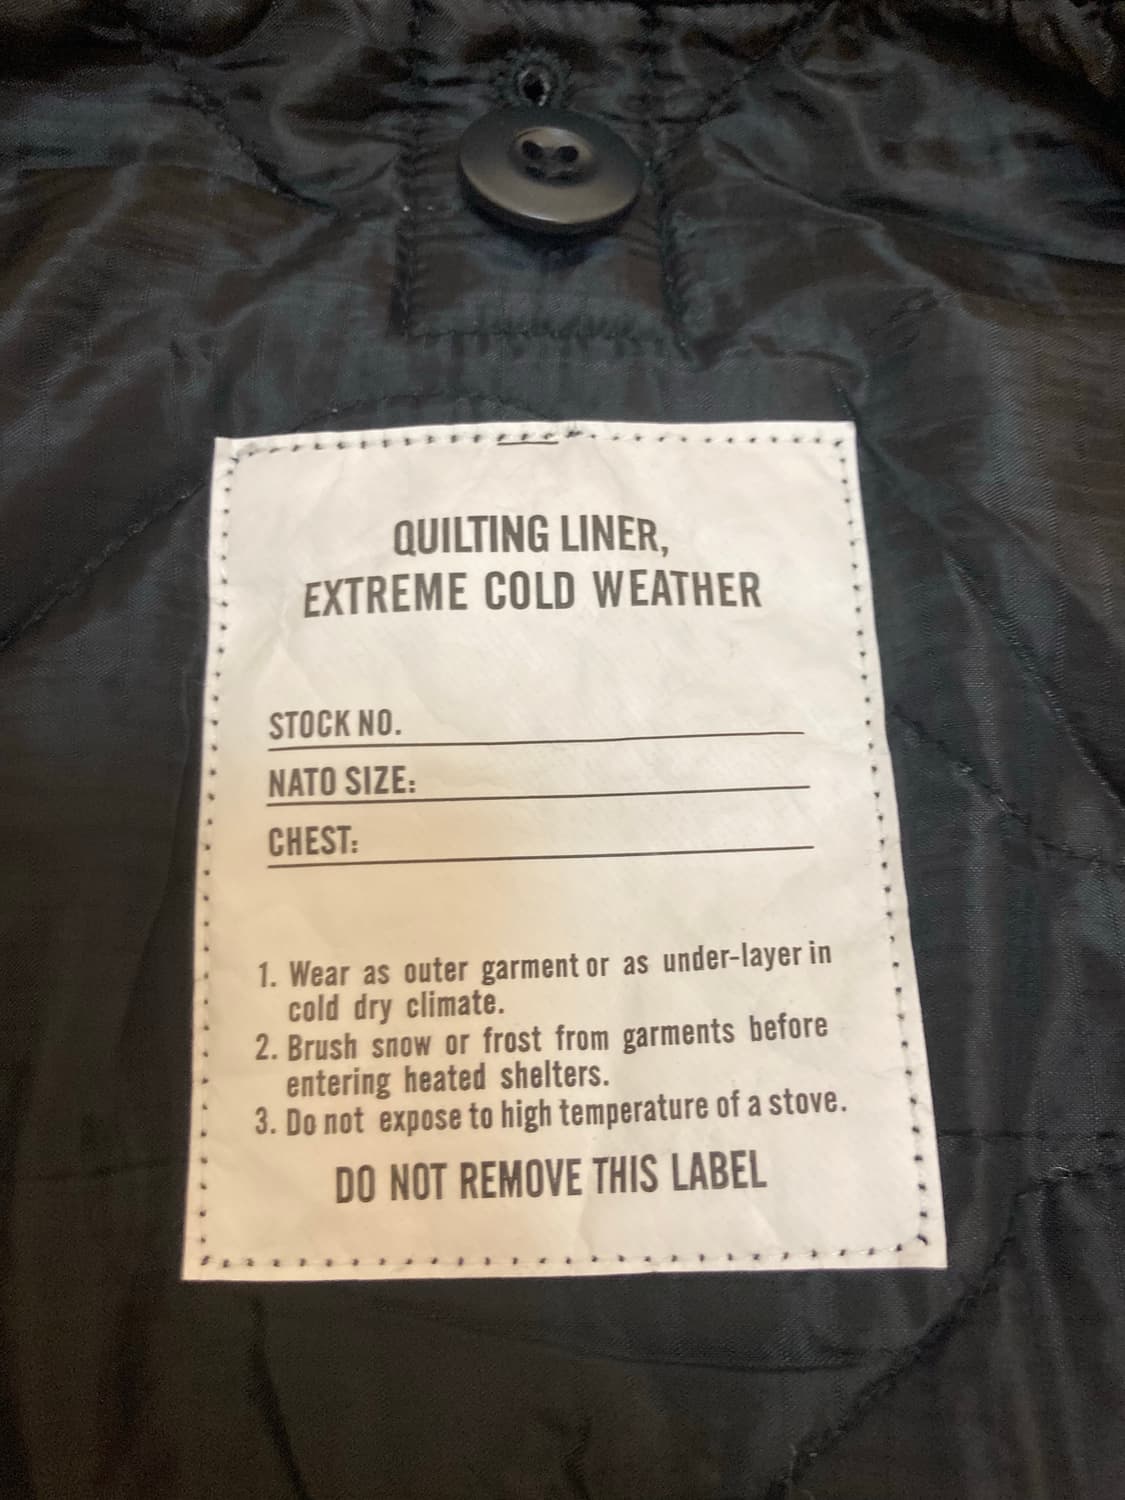 QUILTING LINER,
EXTREME COLD WEATHER
STOCK NO.
NATO SIZE:
CHEST:
1. Wear as outer garment or as under-layer in
cold dry climate.
2. Brush snow or frost from garments before
entering heated shelters.
3. Do not expose to high temperature of a stove.
DO NOT REMOVE THIS LABEL